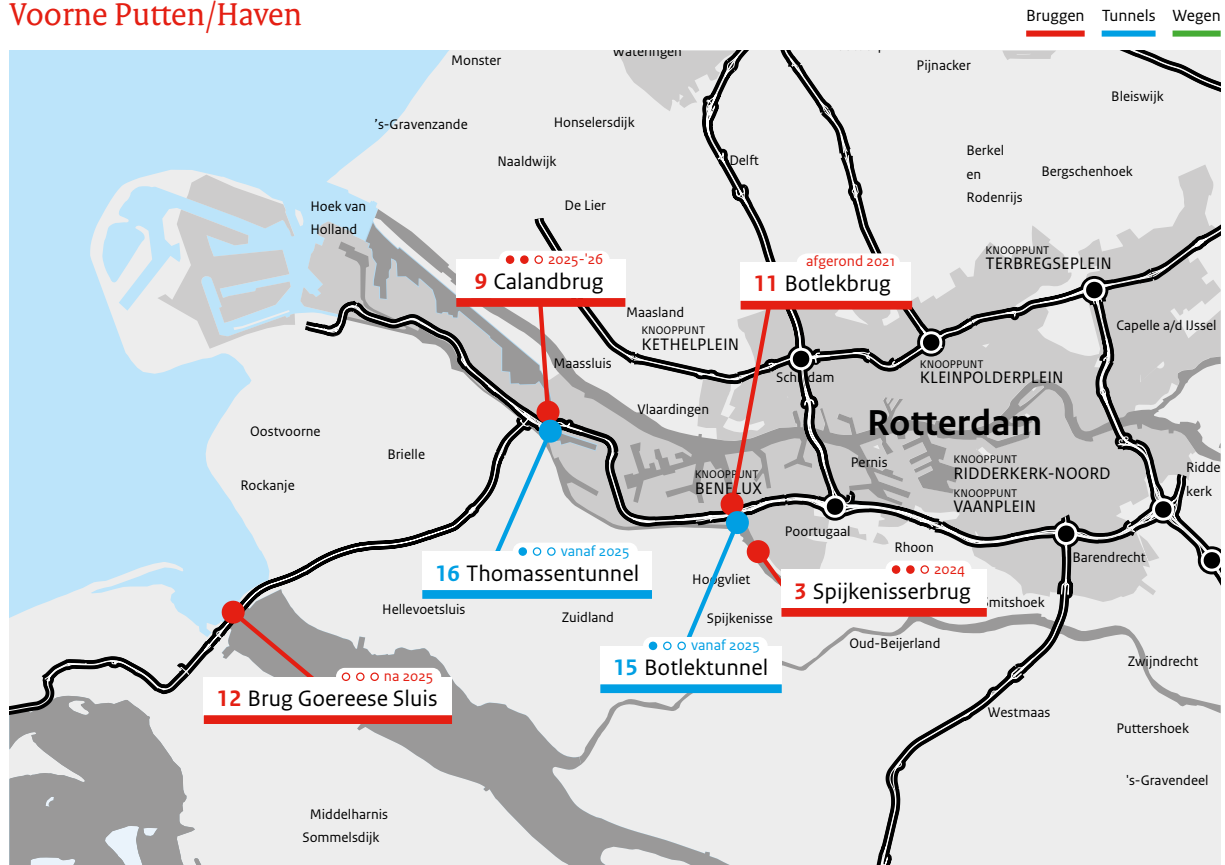 Voorne Putten/Haven
Bruggen Tunnels Wegen
Monster
Wateringen
Pijnacker
Bleiswijk
's-Gravenzande
Honselersdijk
Naaldwijk
Delft
Berkel
en
Rodenrijs
Bergschenhoek
Hoek van
Holland
De Lier
KNOOPPUNT
TERBREGSEPLEIN
2025-'26
9 Calandbrug
afgerond 2021
11 Botlekbrug
Maasland
KNOOPPUNT
KETHELPLEIN
Capelle a/d IJssel
Maassluis
Schiedam
KNOOPPUNT
KLEINPOLDERPLEIN
Vlaardingen
Rotterdam
Oostvoorne
Brielle
Rockanje
KNOOPPUNT
BENELUX
Pernis
KNOOPPUNT
RIDDERKERK-NOORD
KNOOPPUNT
VAANPLEIN
Ridde
kerk
Poortugaal
Rhoon
Barendrecht
vanaf 2025
16 Thomassentunnel
Hoogvliet
2024
3 Spijkenisserbrug
Smitshoek
Hellevoetsluis
Zuidland
Spijkenisse
vanaf 2025
15 Botlektunnel
Oud-Beijerland
Zwijndrecht
na 2025
12 Brug Goereese Sluis
Westmaas
Puttershoek
's-Gravendeel
Middelharnis
Sommelsdijk